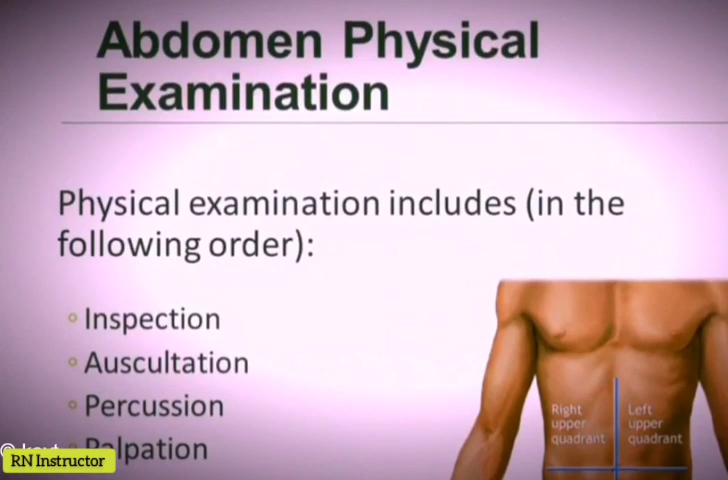 Abdomen Physical
Examination
Physical examination includes (in the
following order):
◦ Inspection
◦ Auscultation
◦ Percussion
◦ Palpation
Right
upper
quadrant
Left
upper
quadrant
RN Instructor